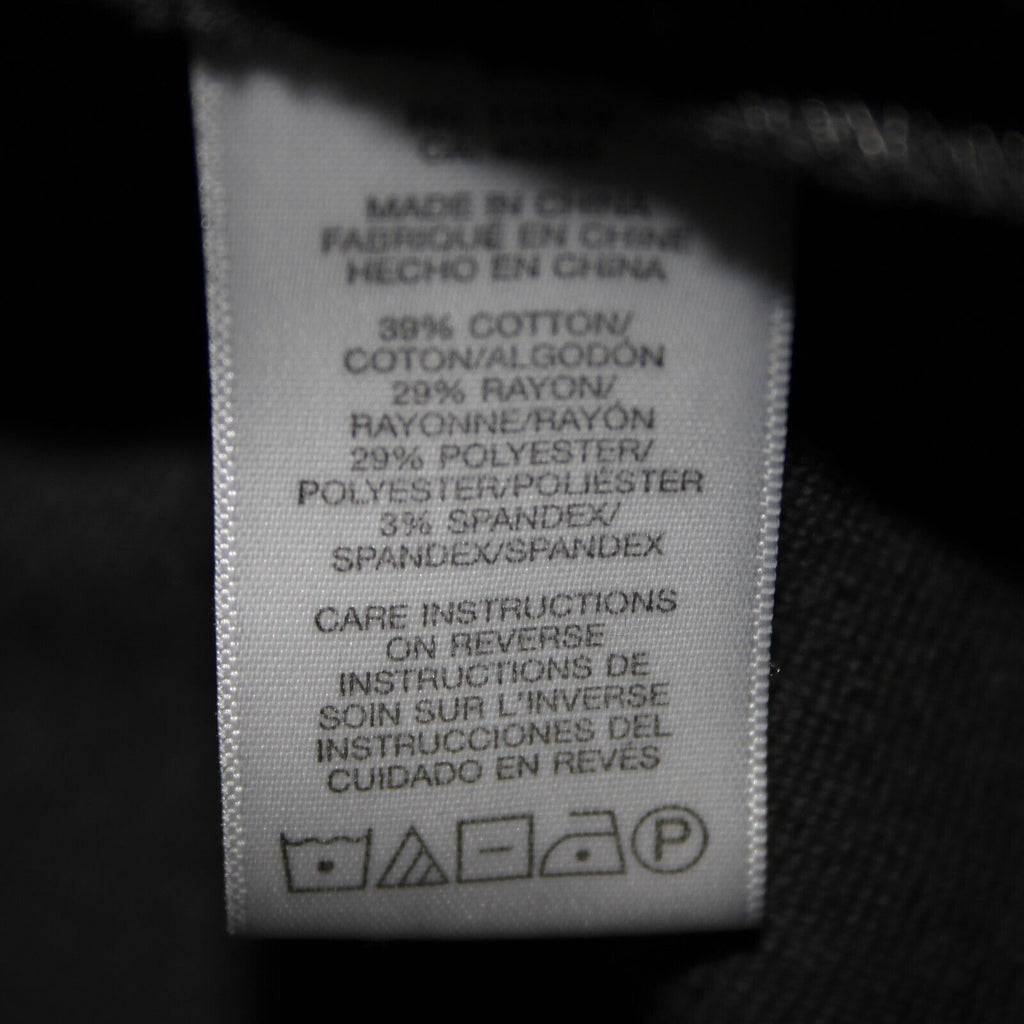 MADE IN CHINA
FABRIQUÉ EN CHINE
HECHO EN CHINA
39% COTTON/
COTON/ALGODÓN
29% RAYON/
RAYONNE/RAYÓN
29% POLYESTER/
POLYESTER/POLIÉSTER
3% SPANDEX/
SPANDEX/SPANDEX
CARE INSTRUCTIONS
ON REVERSE
INSTRUCTIONS DE
SOIN SUR L'INVERSE
INSTRUCCIONES DEL
CUIDADO EN REVÉS
P